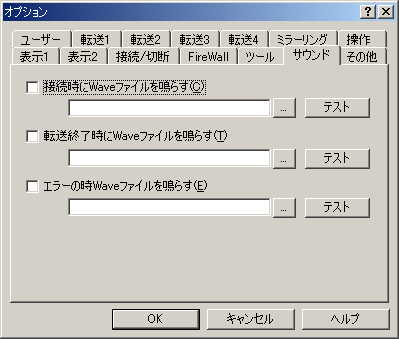 オプション
ユーザー 転送1 転送2 転送3 転送4 ミラーリング 操作
表示1 表示2 接続/切断 FireWall ツール サウンド その他
接続時にWaveファイルを鳴らす(C)
... テスト
転送終了時にWaveファイルを鳴らす(T)
... テスト
エラーの時Waveファイルを鳴らす(E)
... テスト
OK キャンセル ヘルプ